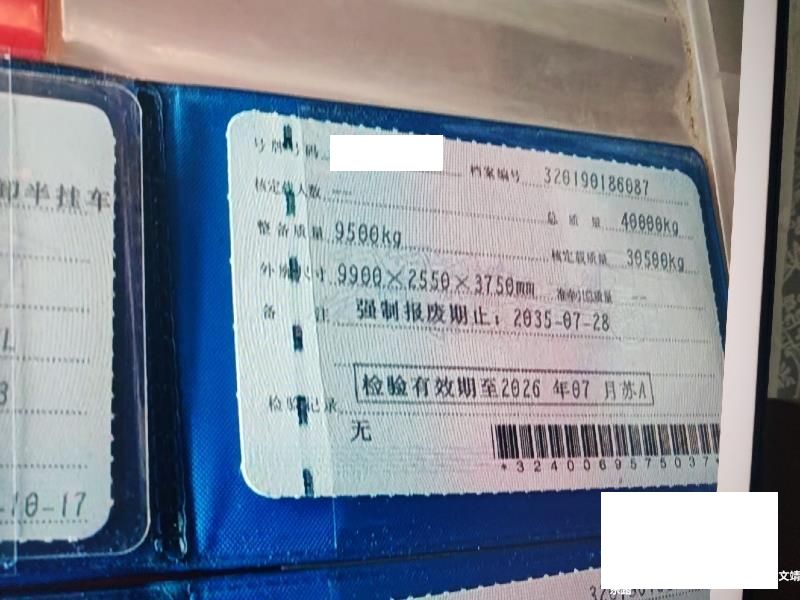 卸半挂车
-10-17
号牌号码
档案编号 320190186087
核定载人数 --
总质量 40000kg
整备质量 9500kg
核定载质量 30500kg
外廓尺寸 9900×2550×3750mm
准牵引总质量 --
备注 强制报废期止:2035-07-28
检验有效期至2026 年07 月苏A
检验记录
无
*3240069575037
文靖